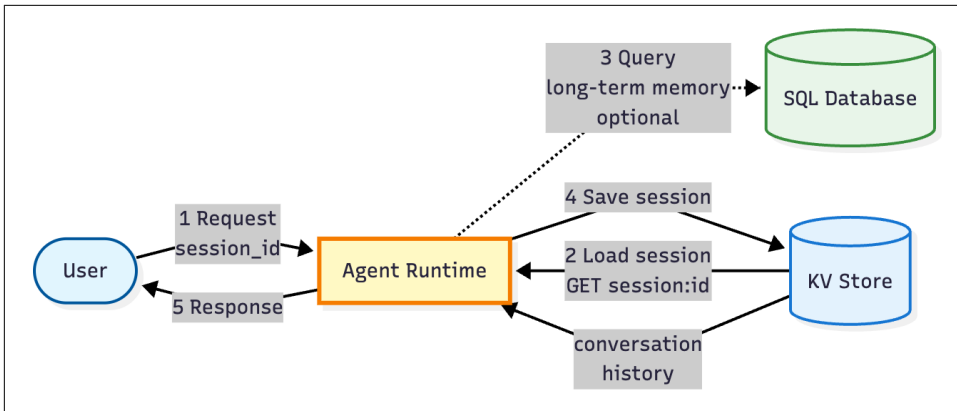 3 Query
long-term memory
optional
SQL Database
4 Save session
1 Request
session_id
User
Agent Runtime
2 Load session
GET session:id
KV Store
5 Response
conversation
history